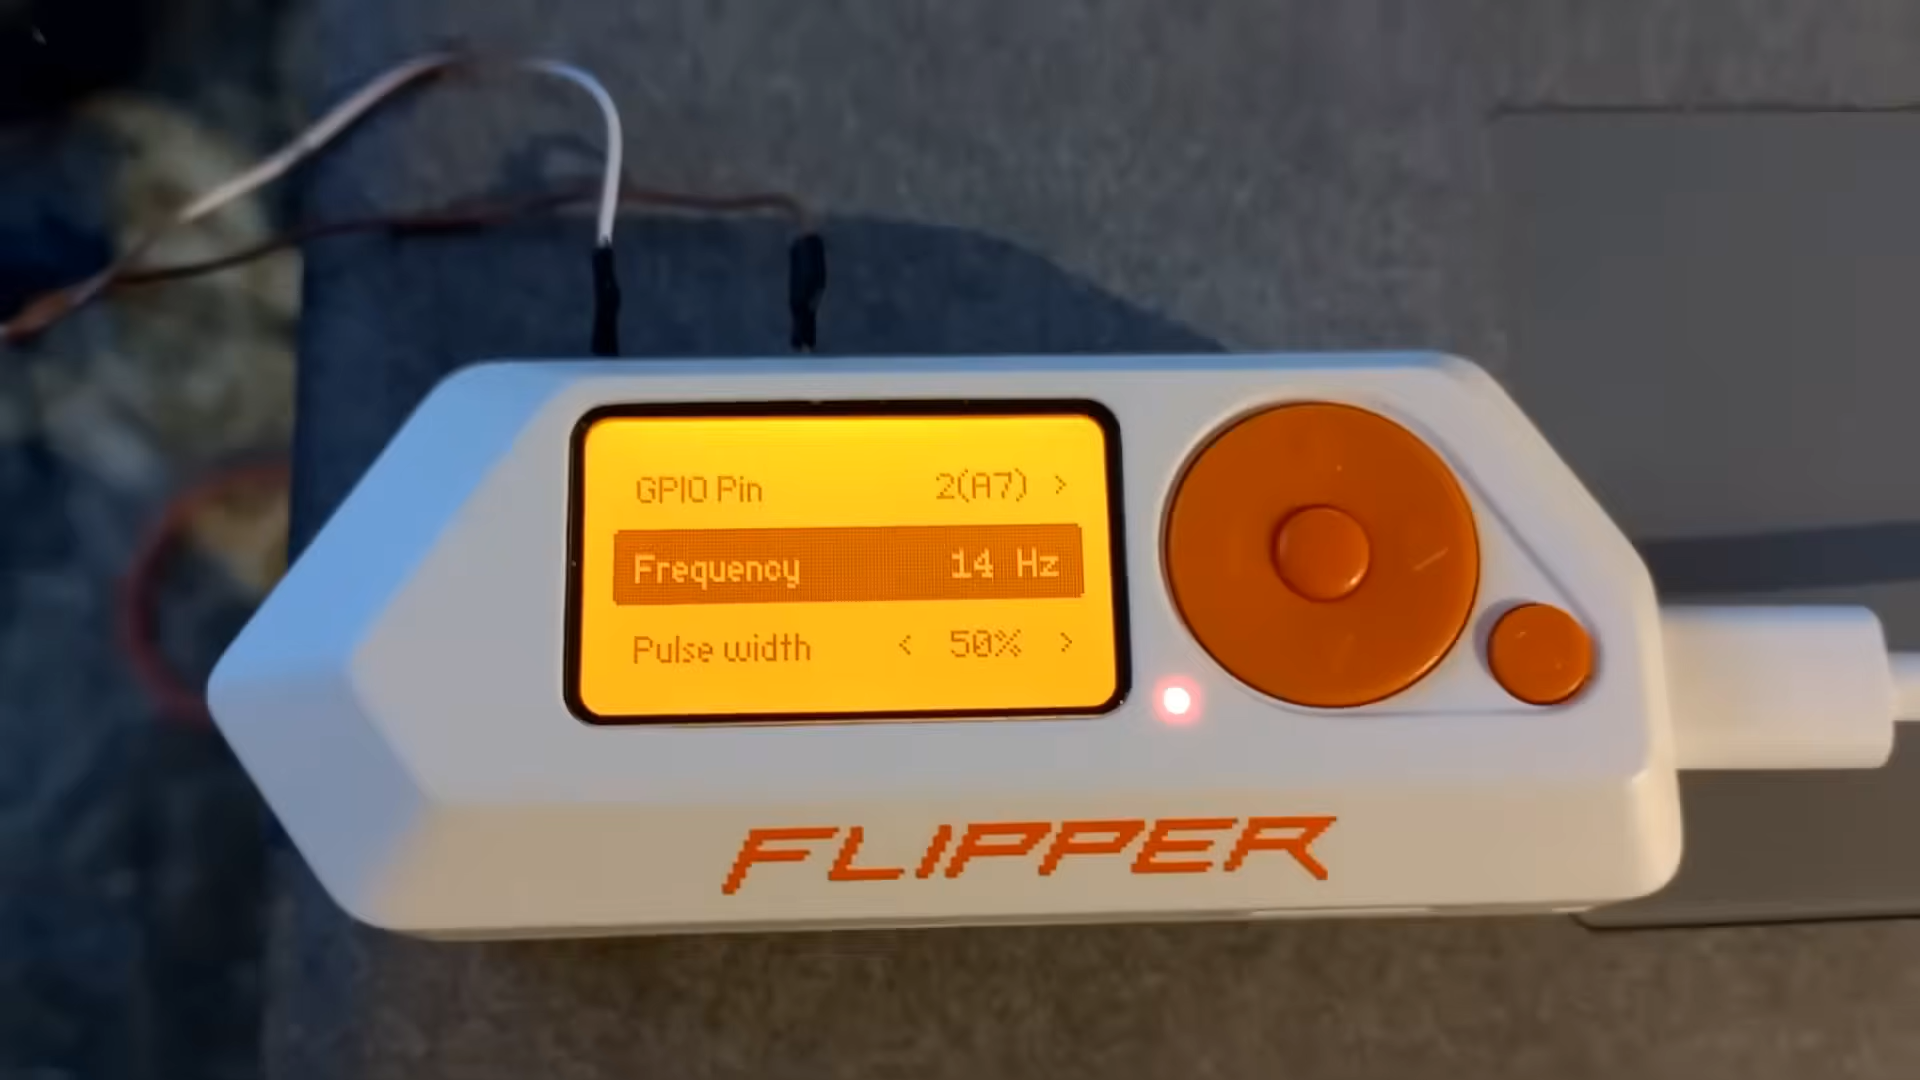 GPIO Pin 2(A7) >
Frequency 14 Hz
Pulse width < 50% >
FLIPPER